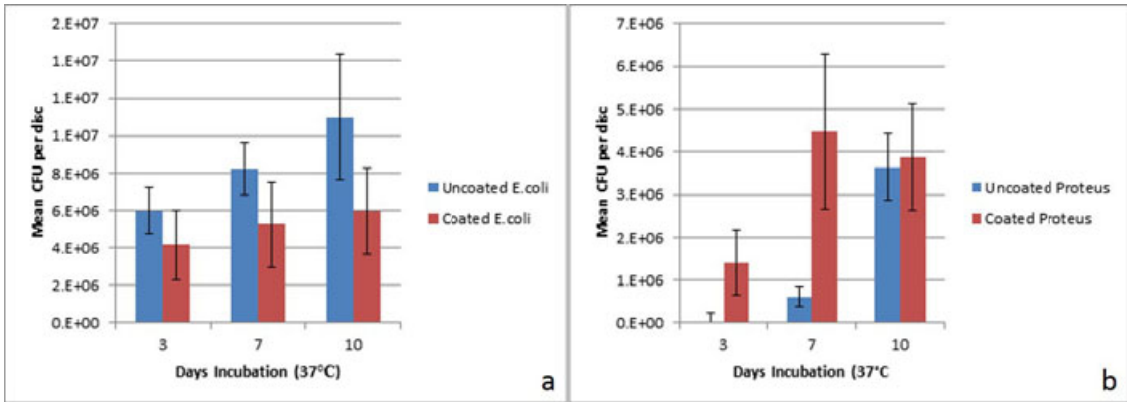 2.E+07
1.E+07
1.E+07
1.E+07
8.E+06
6.E+06
4.E+06
2.E+06
0.E+00
Mean CFU per disc
3 7 10
Days Incubation (37°C)
Uncoated E.coli
Coated E.coli
a
7.E+06
6.E+06
5.E+06
4.E+06
3.E+06
2.E+06
1.E+06
0.E+00
Mean CFU per disc
3 7 10
Days Incubation (37°C
Uncoated Proteus
Coated Proteus
b